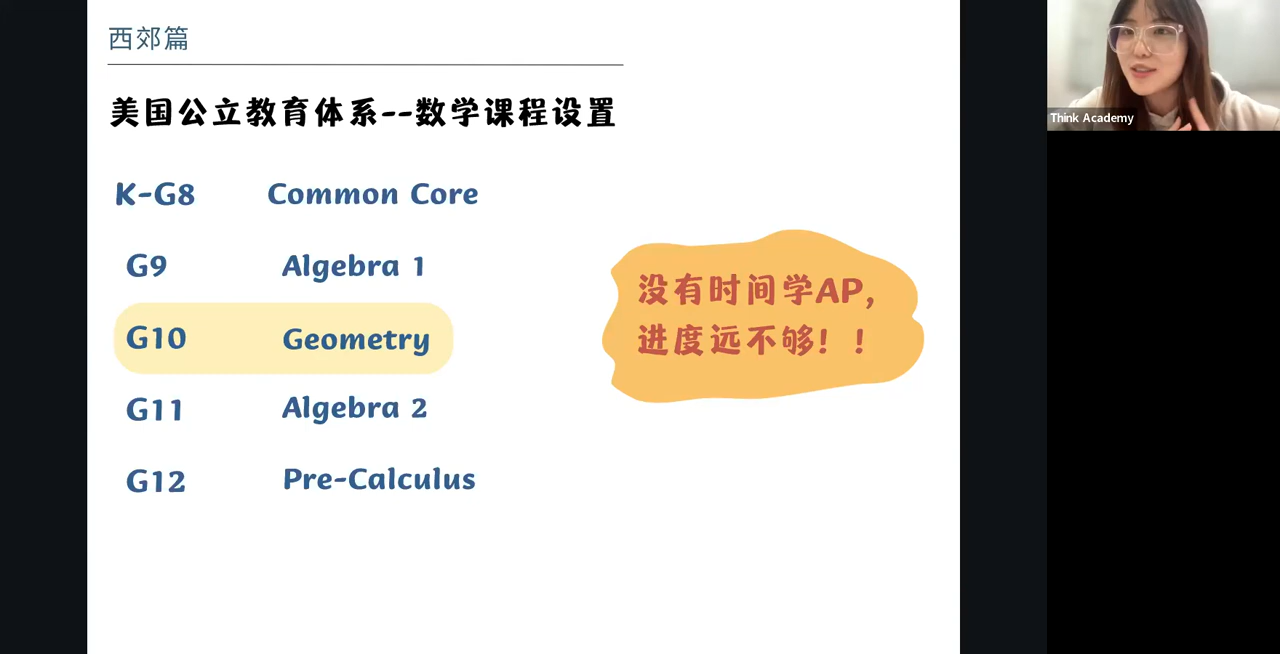 西郊篇
美国公立教育体系--数学课程设置
K-G8 Common Core
G9 Algebra 1
G10 Geometry
G11 Algebra 2
G12 Pre-Calculus
没有时间学AP,
进度远不够!!
Think Academy